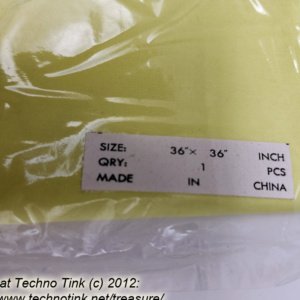 SIZE: 36"× 36" INCH
QRY: 1 PCS
MADE IN CHINA
at Techno Tink (c) 2012:
www.technotink.net/treasure/